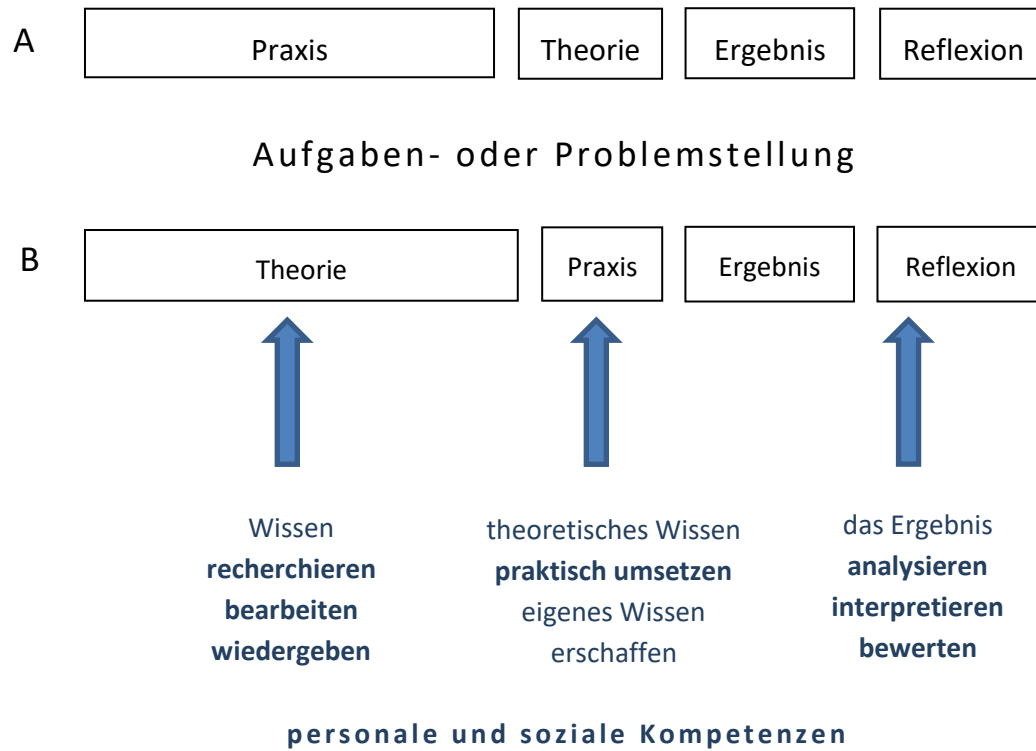 A Praxis Theorie Ergebnis Reflexion
Aufgaben- oder Problemstellung
B Theorie Praxis Ergebnis Reflexion
Wissen
recherchieren
bearbeiten
wiedergeben
theoretisches Wissen
praktisch umsetzen
eigenes Wissen
erschaffen
das Ergebnis
analysieren
interpretieren
bewerten
personale und soziale Kompetenzen